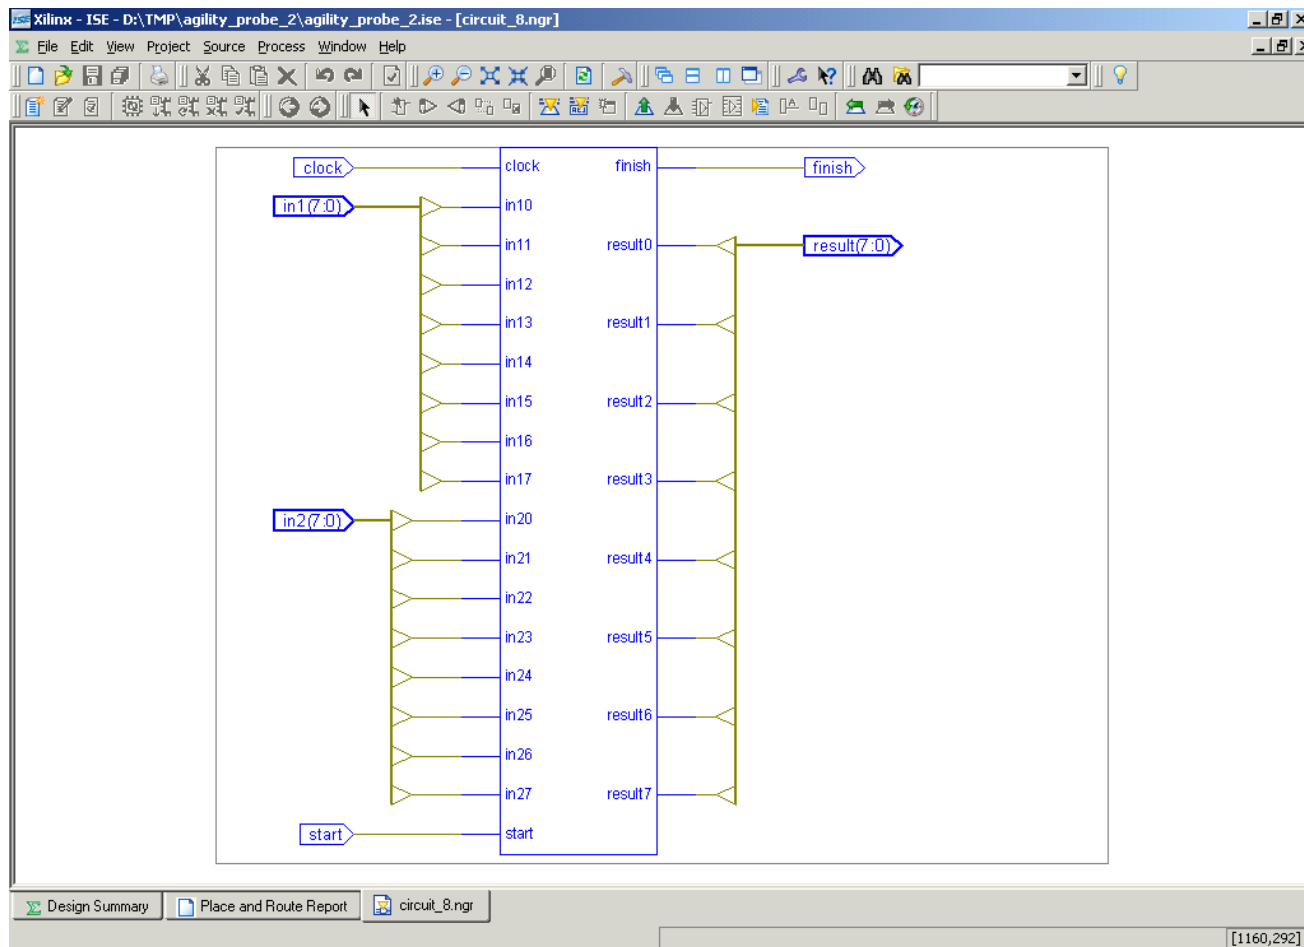 Xilinx - ISE - D:\TMP\agility_probe_2\agility_probe_2.ise - [circuit_8.ngr]
File Edit View Project Source Process Window Help
clock clock finish finish
in1(7:0) in10
in11 result0 result(7:0)
in12
in13 result1
in14
in15 result2
in16
in17 result3
in2(7:0) in20
in21 result4
in22
in23 result5
in24
in25 result6
in26
in27 result7
start start
Design Summary Place and Route Report circuit_8.ngr
[1160,292]